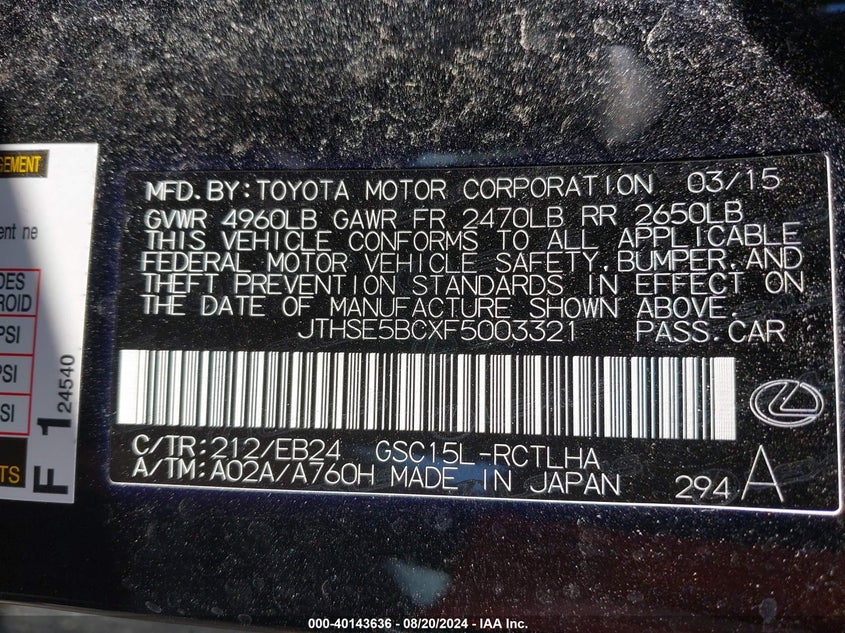 GEMENT
ent ne
DES
ROID
PSI
PSI
SI
TS
F 1 24540
MFD.BY:TOYOTA MOTOR CORPORATION 03/15
GVWR 4960LB GAWR FR 2470LB RR 2650LB
THIS VEHICLE CONFORMS TO ALL APPLICABLE
FEDERAL MOTOR VEHICLE SAFETY,BUMPER,AND
THEFT PREVENTION STANDARDS IN EFFECT ON
THE DATE OF MANUFACTURE SHOWN ABOVE.
JTHSE5BCXF5003321 PASS.CAR
C/TR:212/EB24 GSC15L-RCTLHA
A/TM:A02A/A760H MADE IN JAPAN 294 A
000-40143636 - 08/20/2024 - IAA Inc.